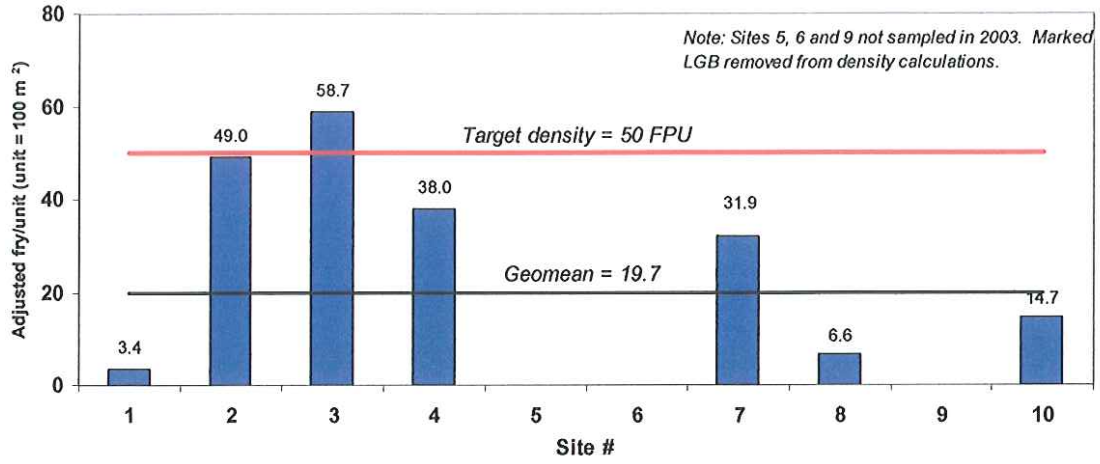 Adjusted fry/unit (unit = 100 m ²)
80
60
40
20
0
Note: Sites 5, 6 and 9 not sampled in 2003. Marked
LGB removed from density calculations.
Target density = 50 FPU
Geomean = 19.7
3.4
49.0
58.7
38.0
31.9
6.6
14.7
1 2 3 4 5 6 7 8 9 10
Site #